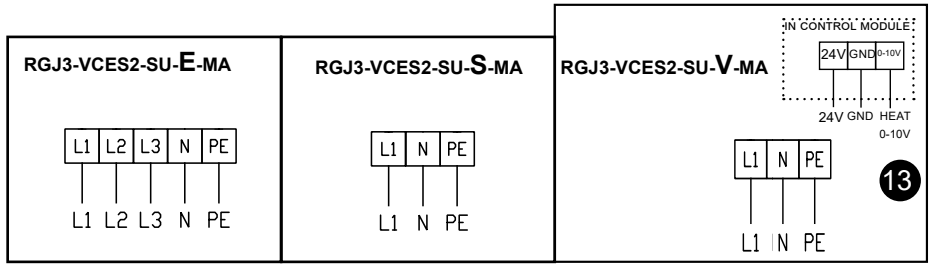 RGJ3-VCES2-SU-E-MA
L1 L2 L3 N PE
L1 L2 L3 N PE
RGJ3-VCES2-SU-S-MA
L1 N PE
L1 N PE
IN CONTROL MODULE
24V GND 0-10V
24V GND HEAT
0-10V
RGJ3-VCES2-SU-V-MA
L1 N PE
L1 N PE
13